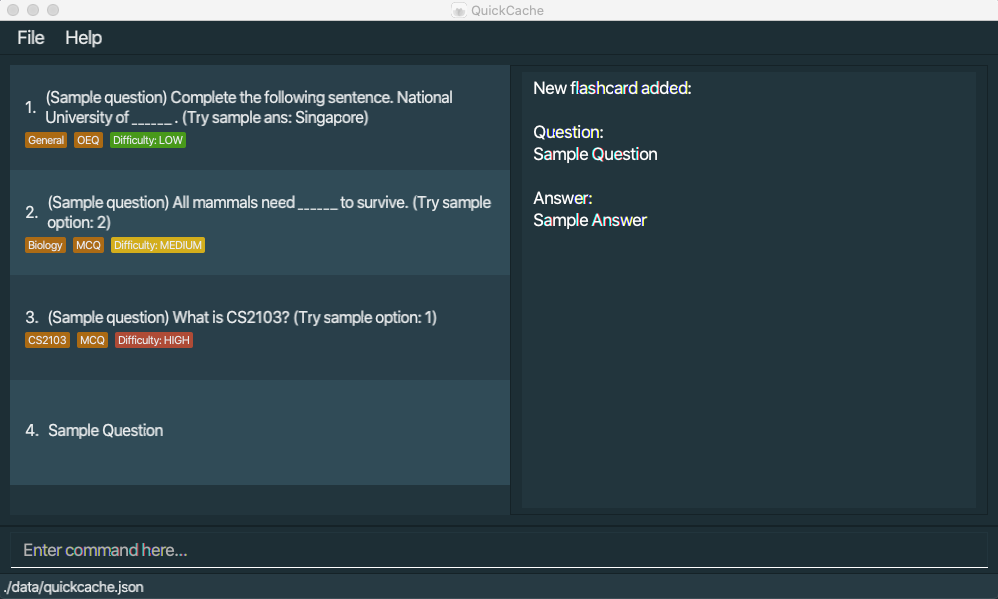 QuickCache
File Help
1. (Sample question) Complete the following sentence. National
University of ______ . (Try sample ans: Singapore)
General OEQ Difficulty: LOW
2. (Sample question) All mammals need ______ to survive. (Try sample
option: 2)
Biology MCQ Difficulty: MEDIUM
3. (Sample question) What is CS2103? (Try sample option: 1)
CS2103 MCQ Difficulty: HIGH
4. Sample Question
New flashcard added:
Question:
Sample Question
Answer:
Sample Answer
Enter command here...
./data/quickcache.json